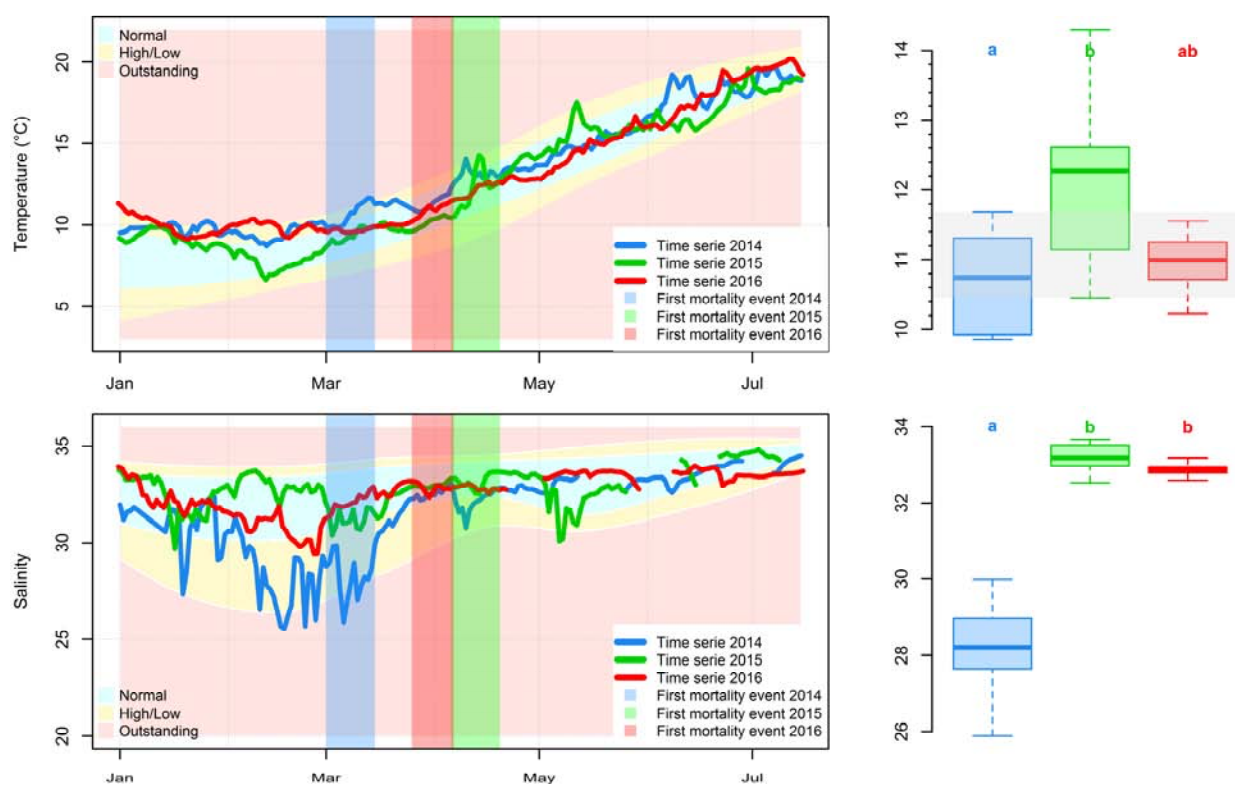 Normal
High/Low
Outstanding
Temperature (°C)
20
15
10
5
Time serie 2014
Time serie 2015
Time serie 2016
First mortality event 2014
First mortality event 2015
First mortality event 2016
Jan
Mar
May
Jul
a
b
ab
14
13
12
11
10
Salinity
35
30
25
20
Time serie 2014
Time serie 2015
Time serie 2016
First mortality event 2014
First mortality event 2015
First mortality event 2016
Normal
High/Low
Outstanding
Jan
Mar
May
Jul
a
b
b
34
32
30
28
26